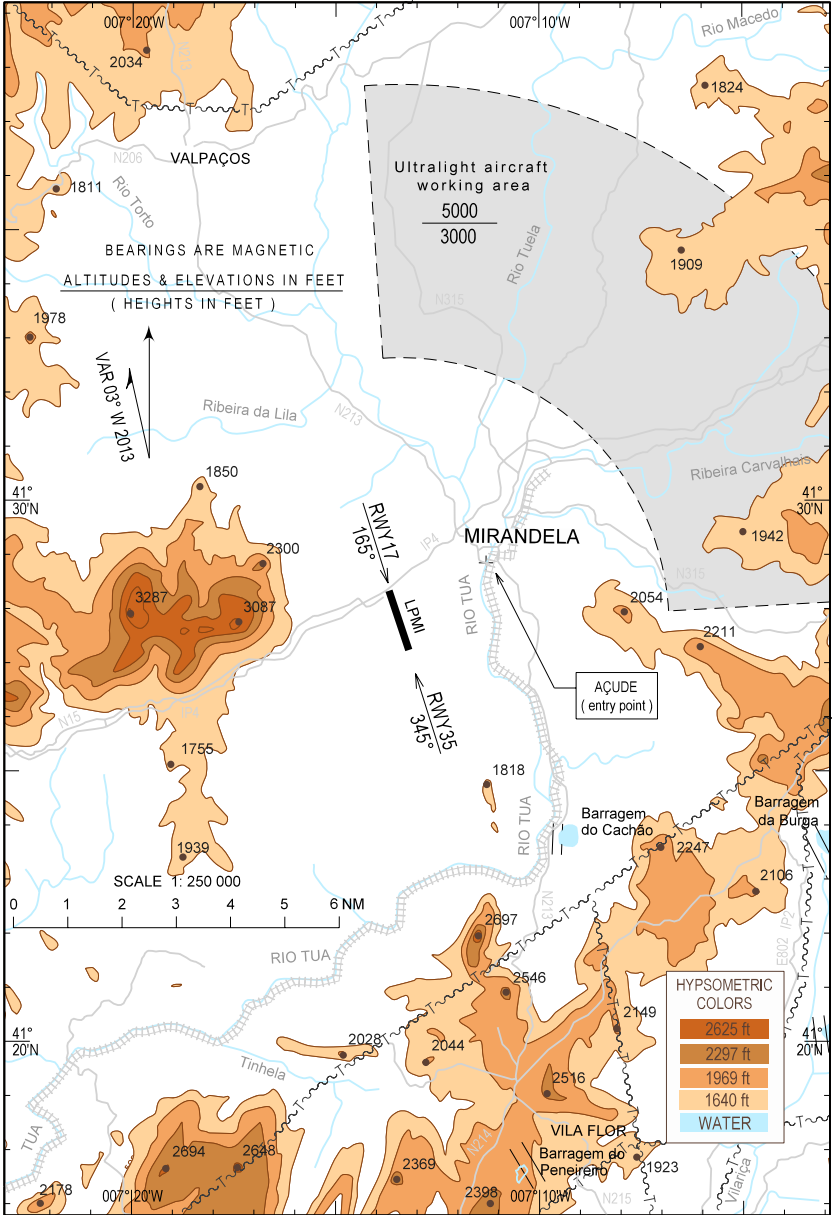 007°20'W
007°10'W
Rio Macedo
2034
N213
1824
N206
VALPAÇOS
Ultralight aircraft
working area
5000
3000
1811
Rio Torto
Rio Tuela
BEARINGS ARE MAGNETIC
ALTITUDES & ELEVATIONS IN FEET
( HEIGHTS IN FEET )
1909
N315
1978
VAR 03° W 2013
Ribeira da Lila
N213
Ribeira Carvalhais
1850
41°
30'N
41°
30'N
RWY17
165°
IP4
MIRANDELA
1942
2300
N315
3287
3087
LPMI
RIO TUA
2054
2211
AÇUDE
( entry point )
N15
IP4
RWY35
345°
1755
1818
RIO TUA
Barragem
do Cachão
Barragem
da Burga
1939
2247
SCALE 1: 250 000
0 1 2 3 4 5 6 NM
2106
N213
2697
E802
IP2
RIO TUA
2546
HYPSOMETRIC
COLORS
2625 ft
2297 ft
1969 ft
1640 ft
WATER
2149
41°
20'N
2028
2044
Tinhela
2516
TUA
VILA FLOR
N214
Barragem do
Peneireiro
2694
2648
2369
1923
2178
007°20'W
2398
007°10'W
N215
Vilariça